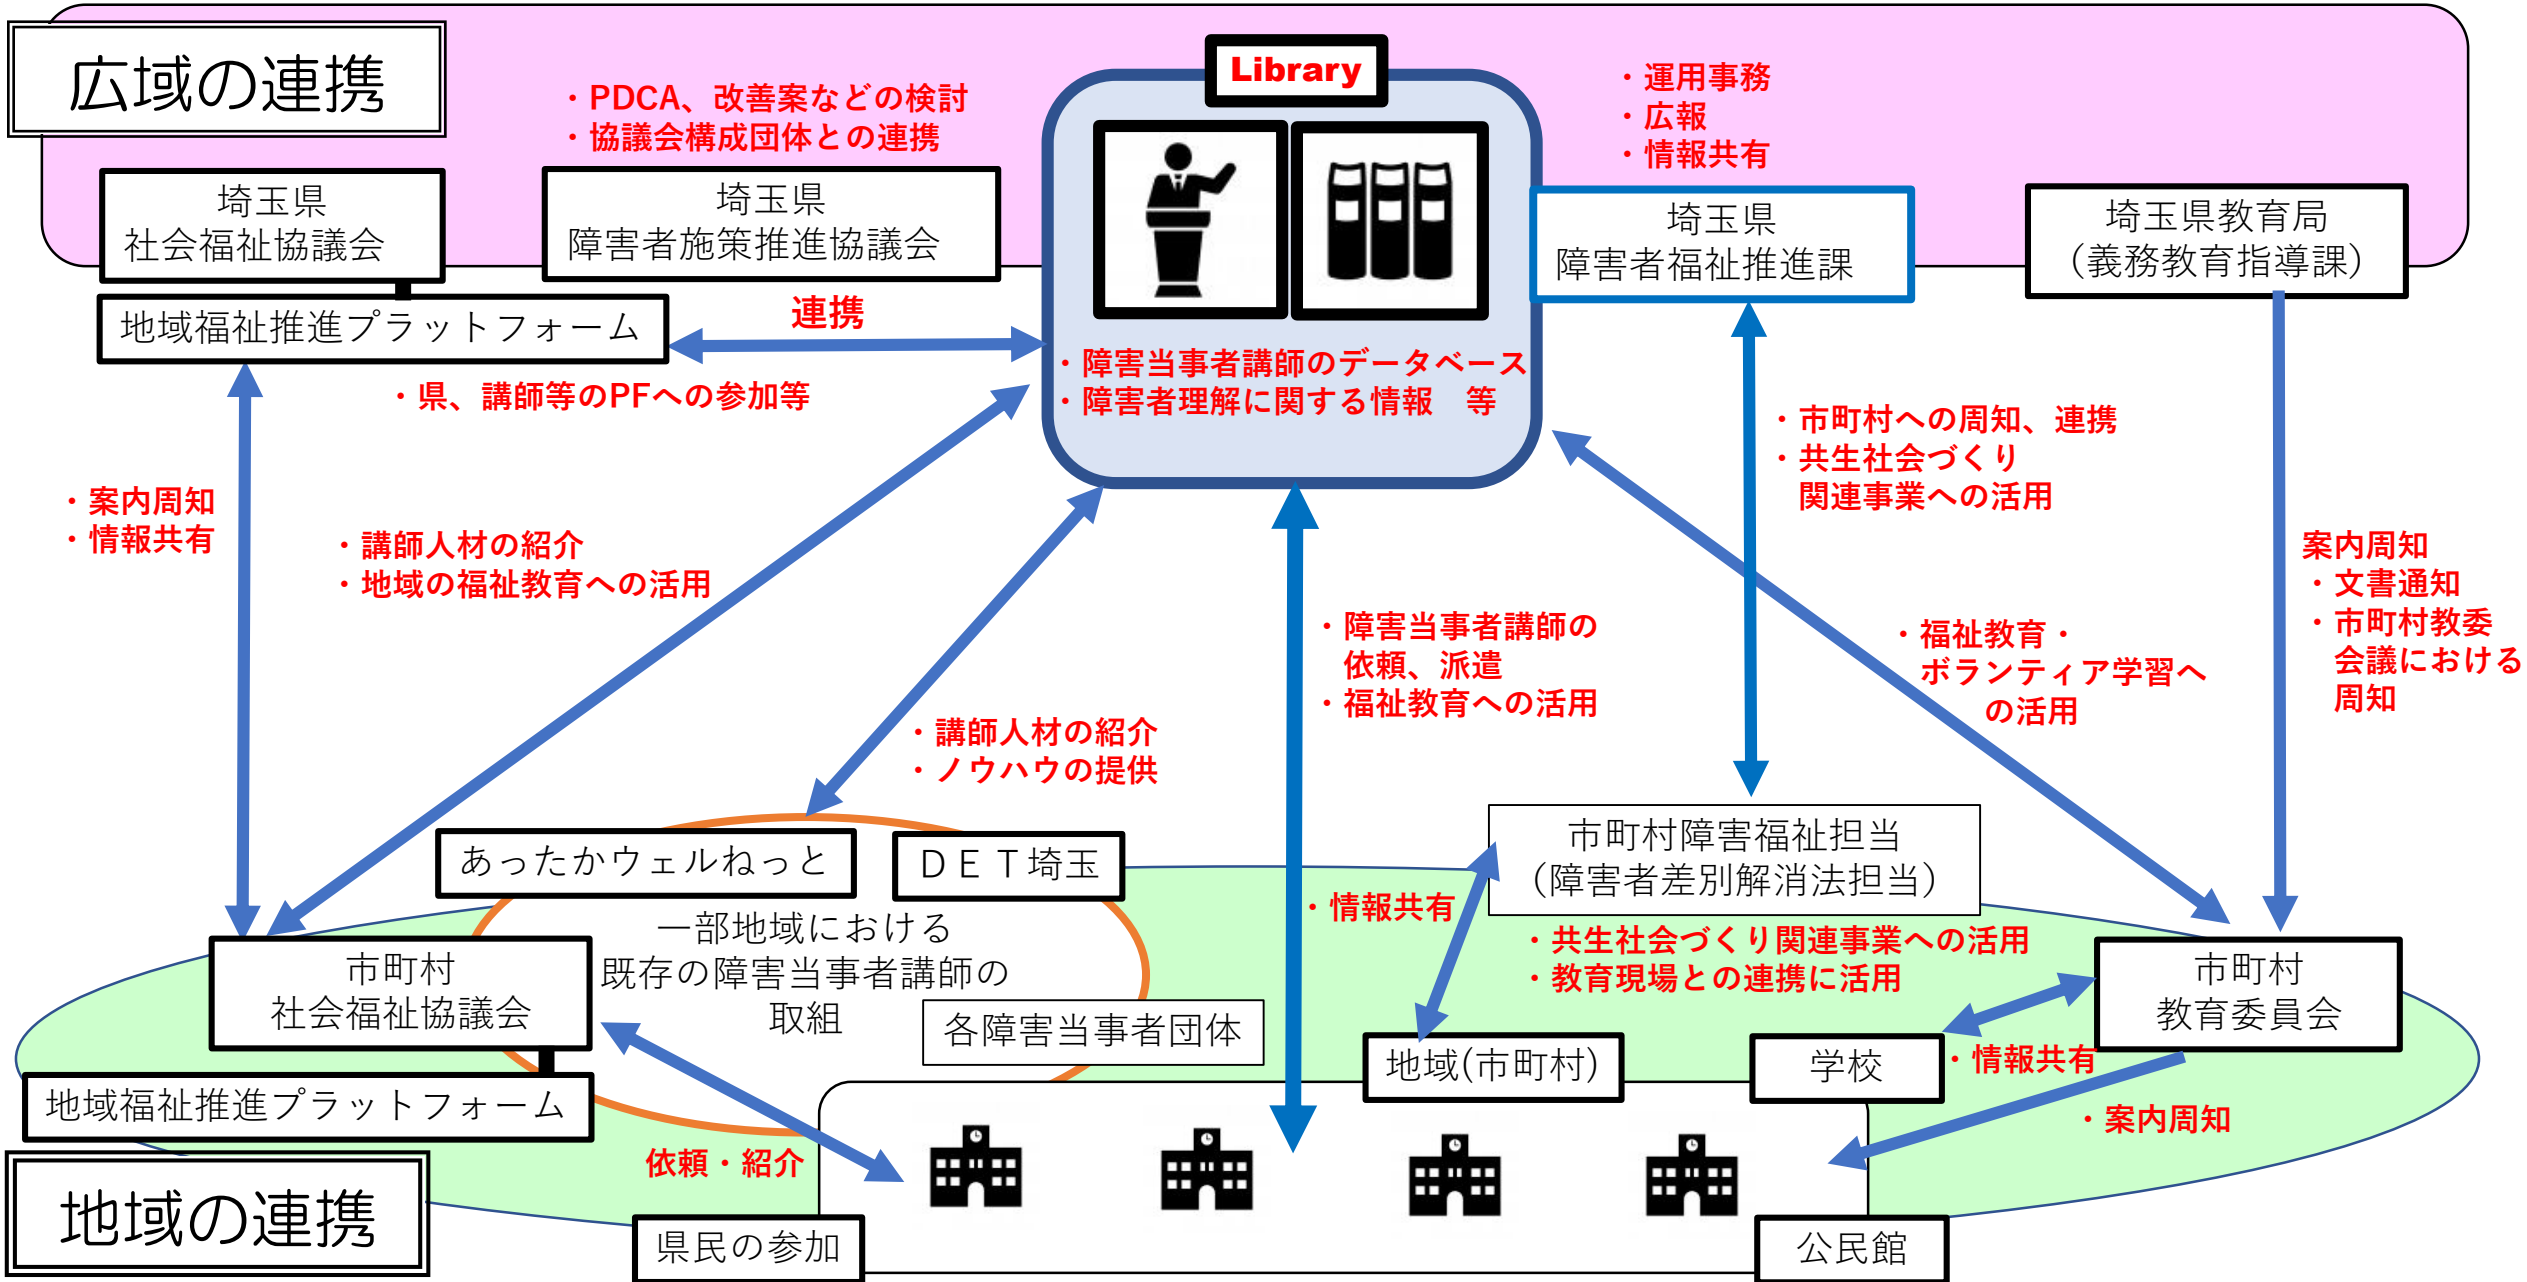 広域の連携
Library
・PDCA、改善案などの検討
・協議会構成団体との連携
・運用事務
・広報
・情報共有
埼玉県
社会福祉協議会
埼玉県
障害者施策推進協議会
埼玉県
障害者福祉推進課
埼玉県教育局
（義務教育指導課）
地域福祉推進プラットフォーム
連携
・県、講師等のPFへの参加等
・障害当事者講師のデータベース
・障害者理解に関する情報　等
・案内周知
・情報共有
・講師人材の紹介
・地域の福祉教育への活用
・市町村への周知、連携
・共生社会づくり
関連事業への活用
案内周知
・文書通知
・市町村教委
会議における
周知
・障害当事者講師の
依頼、派遣
・福祉教育への活用
・福祉教育・
ボランティア学習へ
の活用
・講師人材の紹介
・ノウハウの提供
あったかウェルねっと
ＤＥＴ埼玉
市町村障害福祉担当
（障害者差別解消法担当）
・情報共有
一部地域における
既存の障害当事者講師の
取組
・共生社会づくり関連事業への活用
・教育現場との連携に活用
市町村
社会福祉協議会
市町村
教育委員会
各障害当事者団体
地域(市町村)
学校
・情報共有
地域福祉推進プラットフォーム
・案内周知
依頼・紹介
地域の連携
県民の参加
公民館